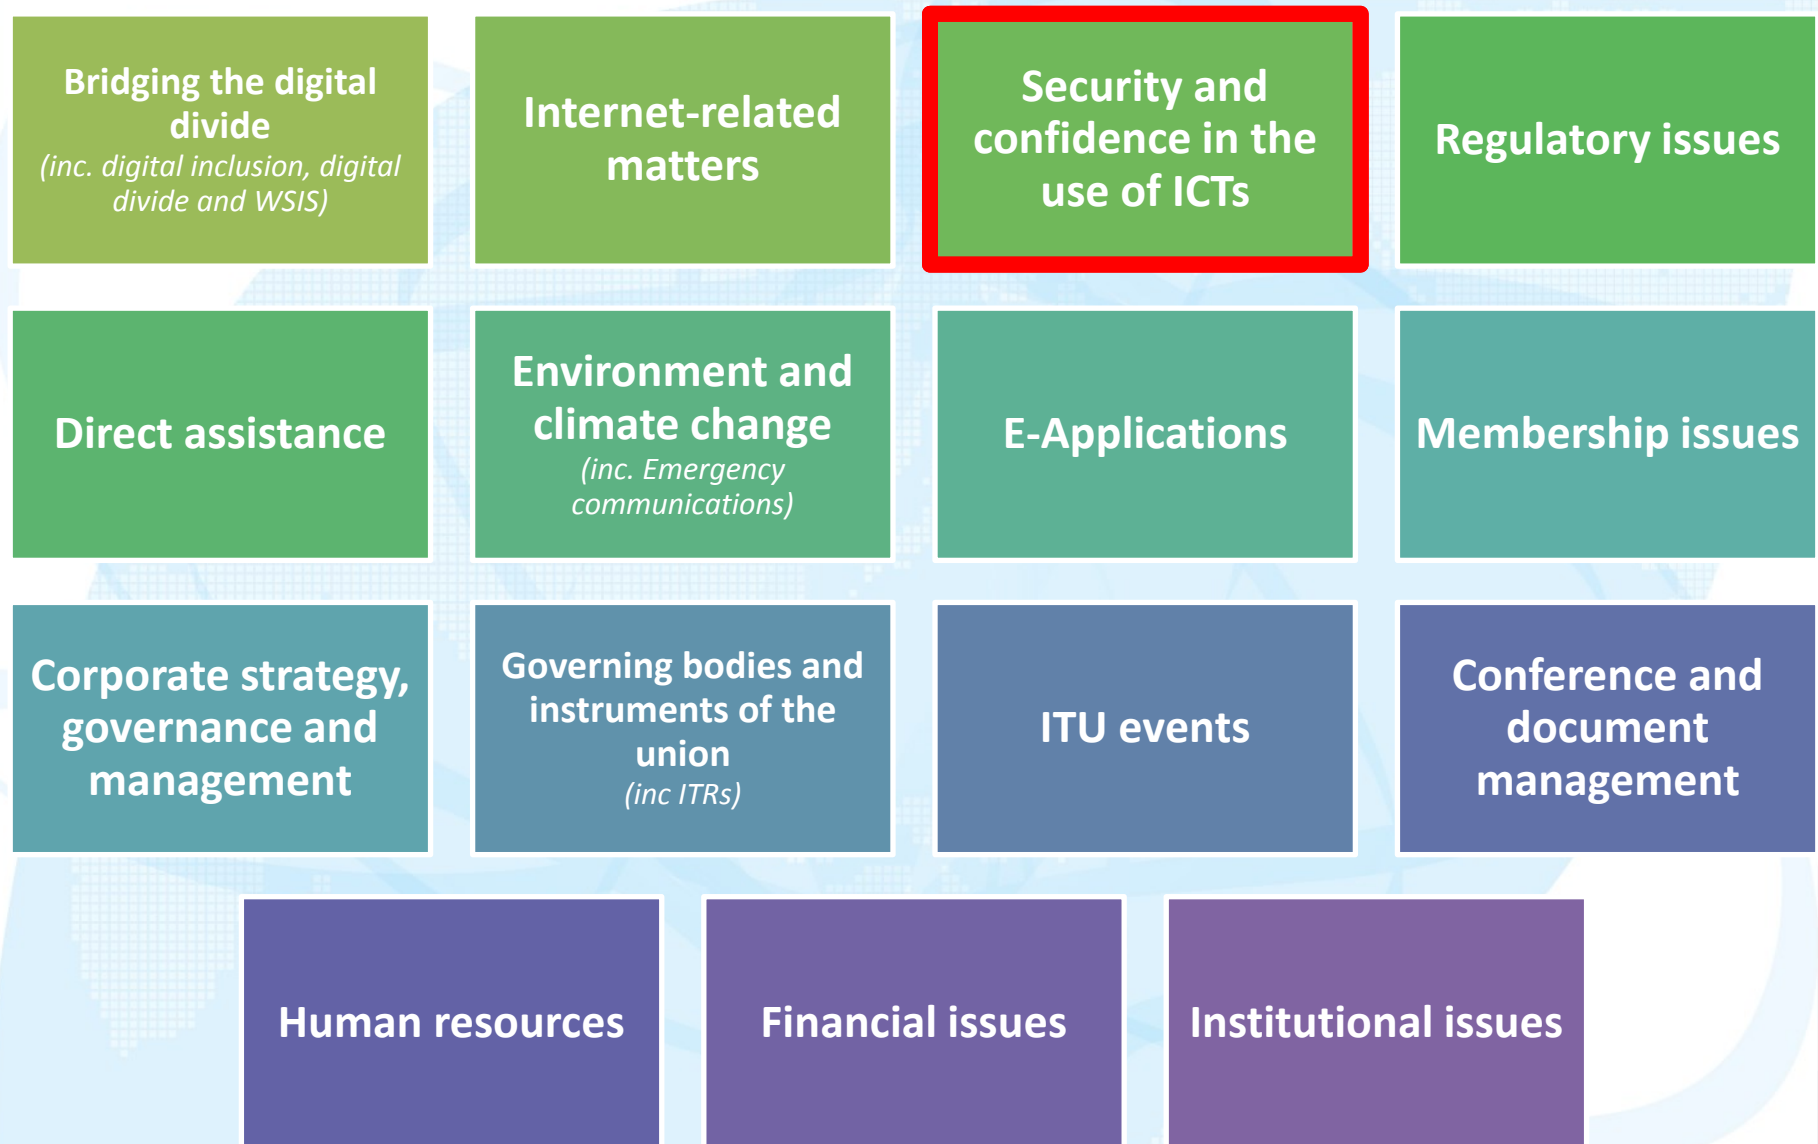 Bridging the digital
divide
(inc. digital inclusion, digital
divide and WSIS)
Internet-related
matters
Security and
confidence in the
use of ICTs
Regulatory issues
Direct assistance
Environment and
climate change
(inc. Emergency
communications)
E-Applications
Membership issues
Corporate strategy,
governance and
management
Governing bodies and
instruments of the
union
(inc ITRs)
ITU events
Conference and
document
management
Human resources
Financial issues
Institutional issues